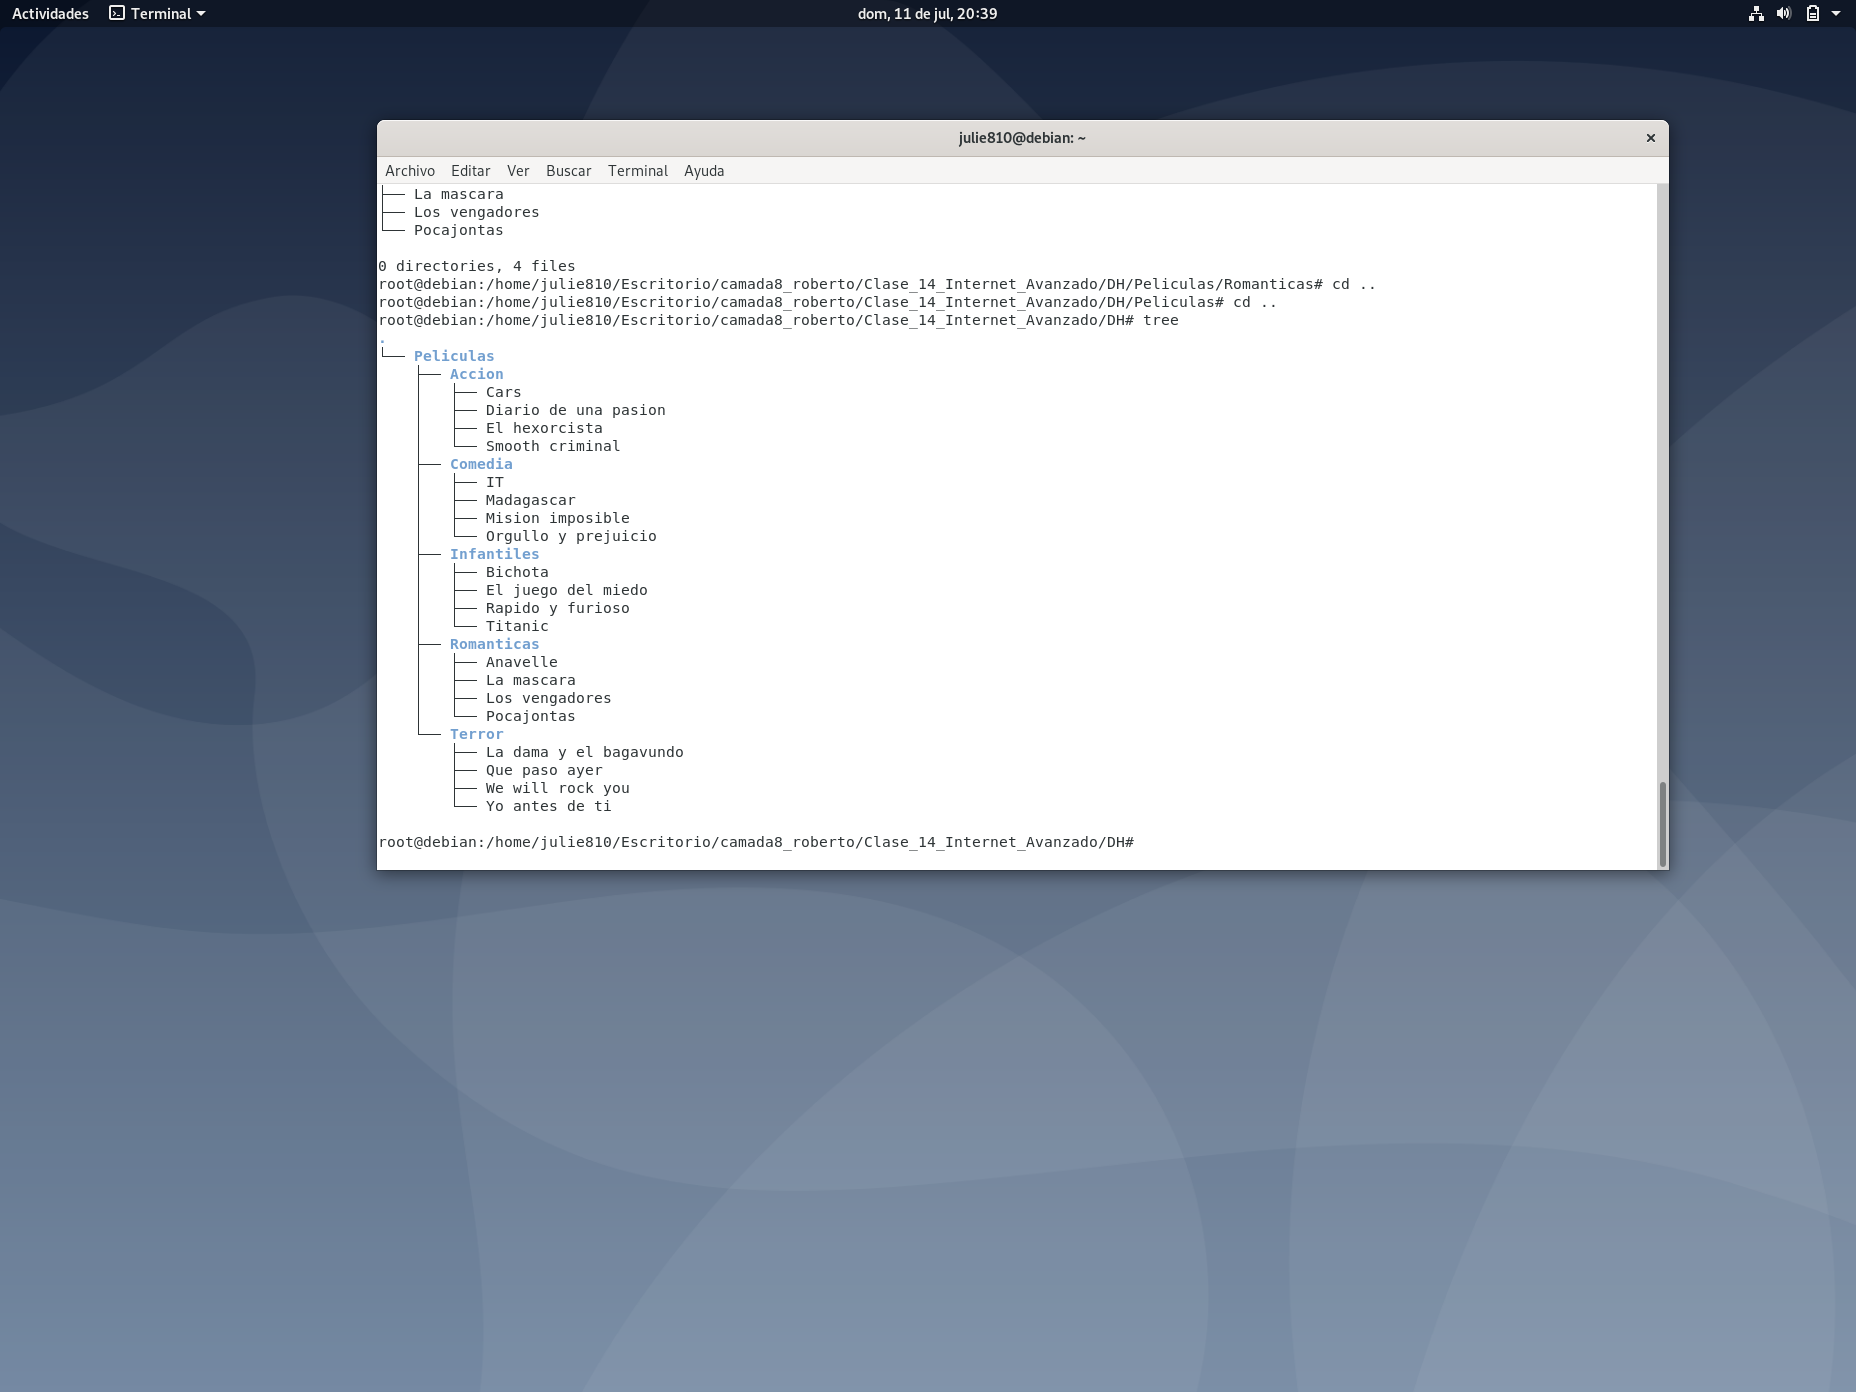 Actividades Terminal dom, 11 de jul, 20:39
julie810@debian: ~
Archivo Editar Ver Buscar Terminal Ayuda
├── La mascara
├── Los vengadores
└── Pocajontas
0 directories, 4 files
root@debian:/home/julie810/Escritorio/camada8_roberto/Clase_14_Internet_Avanzado/DH/Peliculas/Romanticas# cd ..
root@debian:/home/julie810/Escritorio/camada8_roberto/Clase_14_Internet_Avanzado/DH/Peliculas# cd ..
root@debian:/home/julie810/Escritorio/camada8_roberto/Clase_14_Internet_Avanzado/DH# tree
.
└── Peliculas
    ├── Accion
    │   ├── Cars
    │   ├── Diario de una pasion
    │   ├── El hexorcista
    │   └── Smooth criminal
    ├── Comedia
    │   ├── IT
    │   ├── Madagascar
    │   ├── Mision imposible
    │   └── Orgullo y prejuicio
    ├── Infantiles
    │   ├── Bichota
    │   ├── El juego del miedo
    │   ├── Rapido y furioso
    │   └── Titanic
    ├── Romanticas
    │   ├── Anavelle
    │   ├── La mascara
    │   ├── Los vengadores
    │   └── Pocajontas
    └── Terror
        ├── La dama y el bagavundo
        ├── Que paso ayer
        ├── We will rock you
        └── Yo antes de ti
root@debian:/home/julie810/Escritorio/camada8_roberto/Clase_14_Internet_Avanzado/DH#